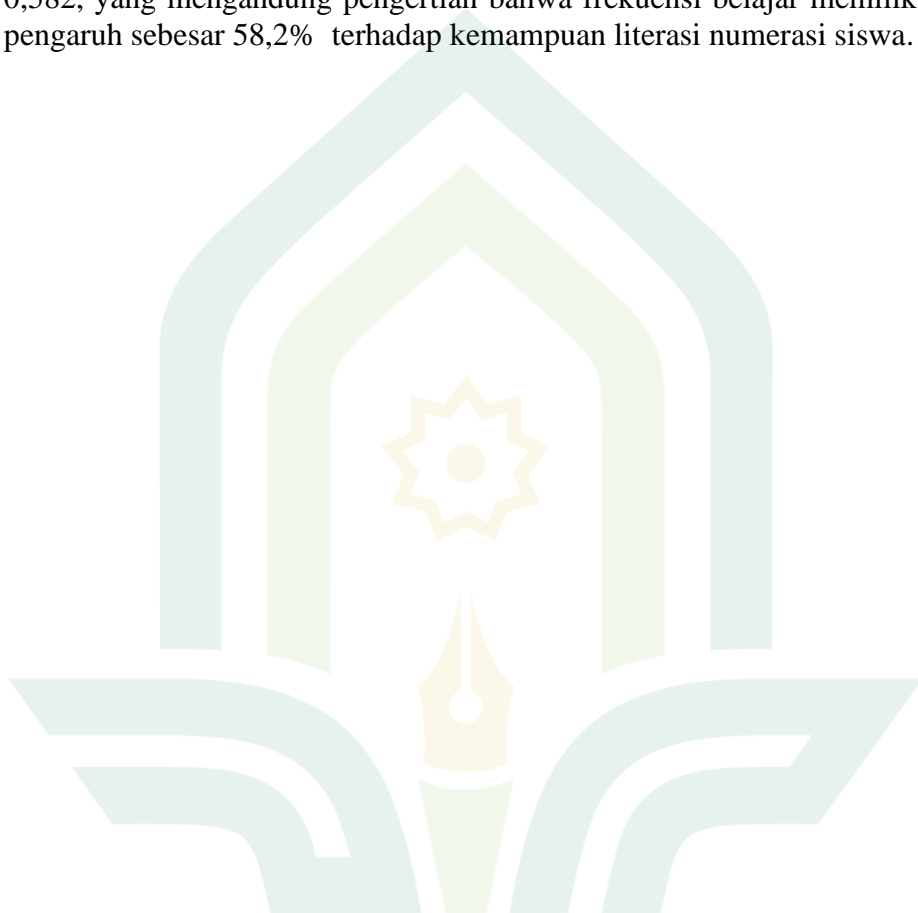 0,582, yang mengandung pengertian bahwa frekuensi belajar memilik
pengaruh sebesar 58,2% terhadap kemampuan literasi numerasi siswa.